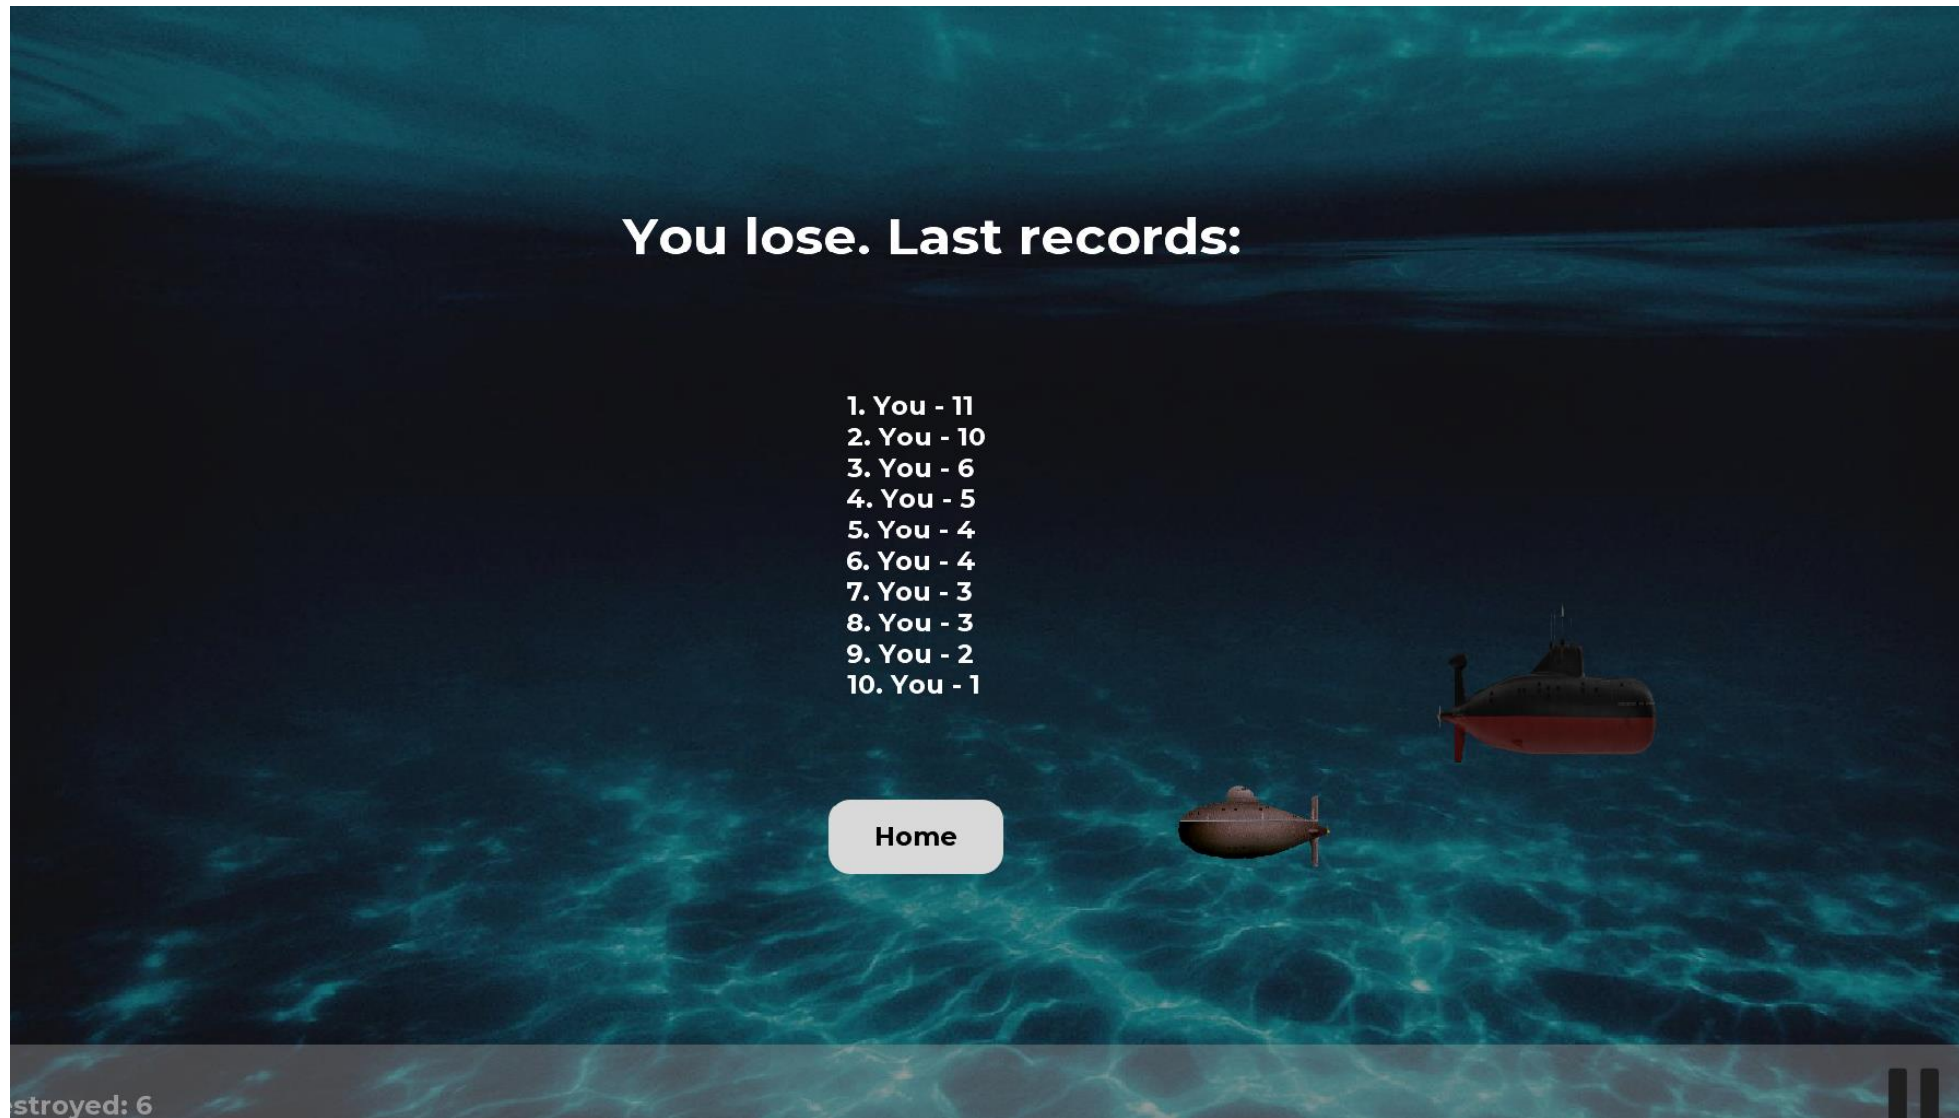 You lose. Last records:
1. You - 11
2. You - 10
3. You - 6
4. You - 5
5. You - 4
6. You - 4
7. You - 3
8. You - 3
9. You - 2
10. You - 1
Home
estroyed: 6